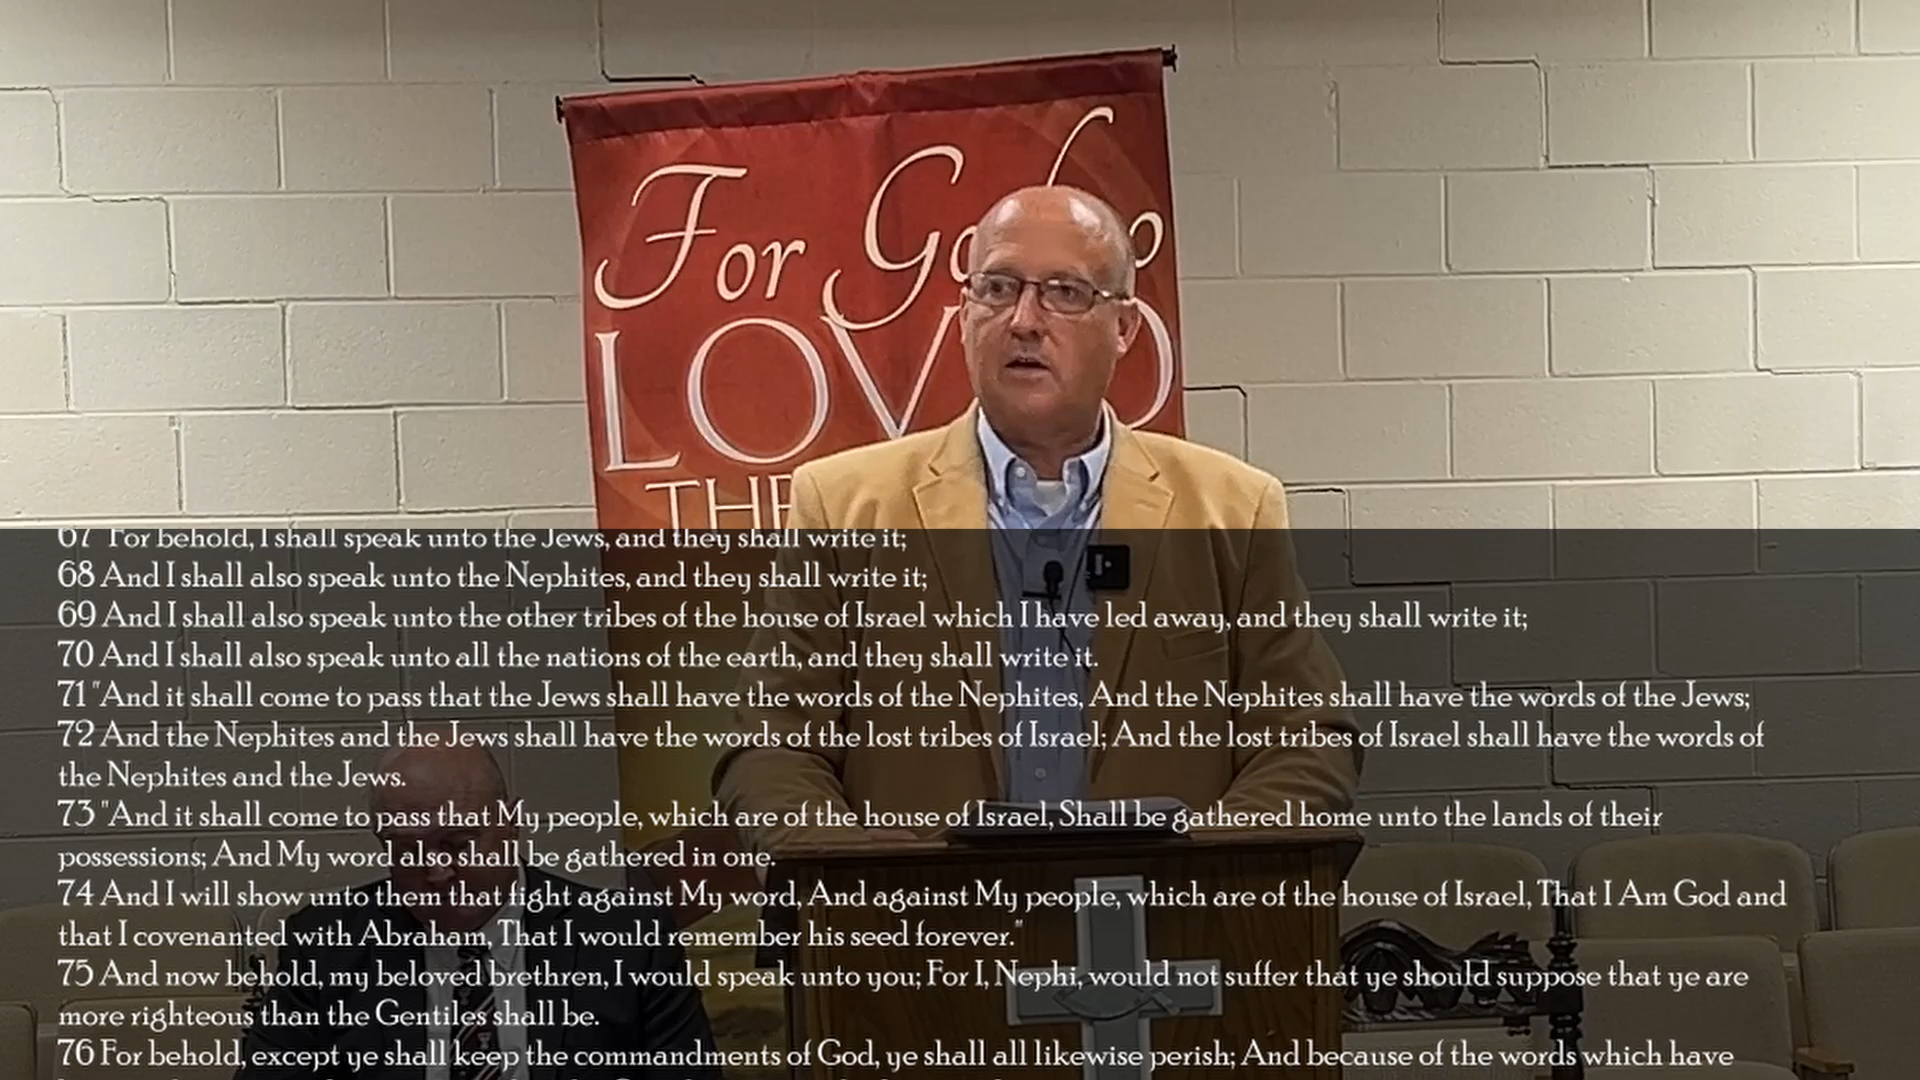 For God so
LOV D
THE
67 "For behold, I shall speak unto the Jews, and they shall write it;
68 And I shall also speak unto the Nephites, and they shall write it;
69 And I shall also speak unto the other tribes of the house of Israel which I have led away, and they shall write it;
70 And I shall also speak unto all the nations of the earth, and they shall write it.
71 "And it shall come to pass that the Jews shall have the words of the Nephites, And the Nephites shall have the words of the Jews;
72 And the Nephites and the Jews shall have the words of the lost tribes of Israel; And the lost tribes of Israel shall have the words of
the Nephites and the Jews.
73 "And it shall come to pass that My people, which are of the house of Israel, Shall be gathered home unto the lands of their
possessions; And My word also shall be gathered in one.
74 And I will show unto them that fight against My word, And against My people, which are of the house of Israel, That I Am God and
that I covenanted with Abraham, That I would remember his seed forever."
75 And now behold, my beloved brethren, I would speak unto you; For I, Nephi, would not suffer that ye should suppose that ye are
more righteous than the Gentiles shall be.
76 For behold, except ye shall keep the commandments of God, ye shall all likewise perish; And because of the words which have